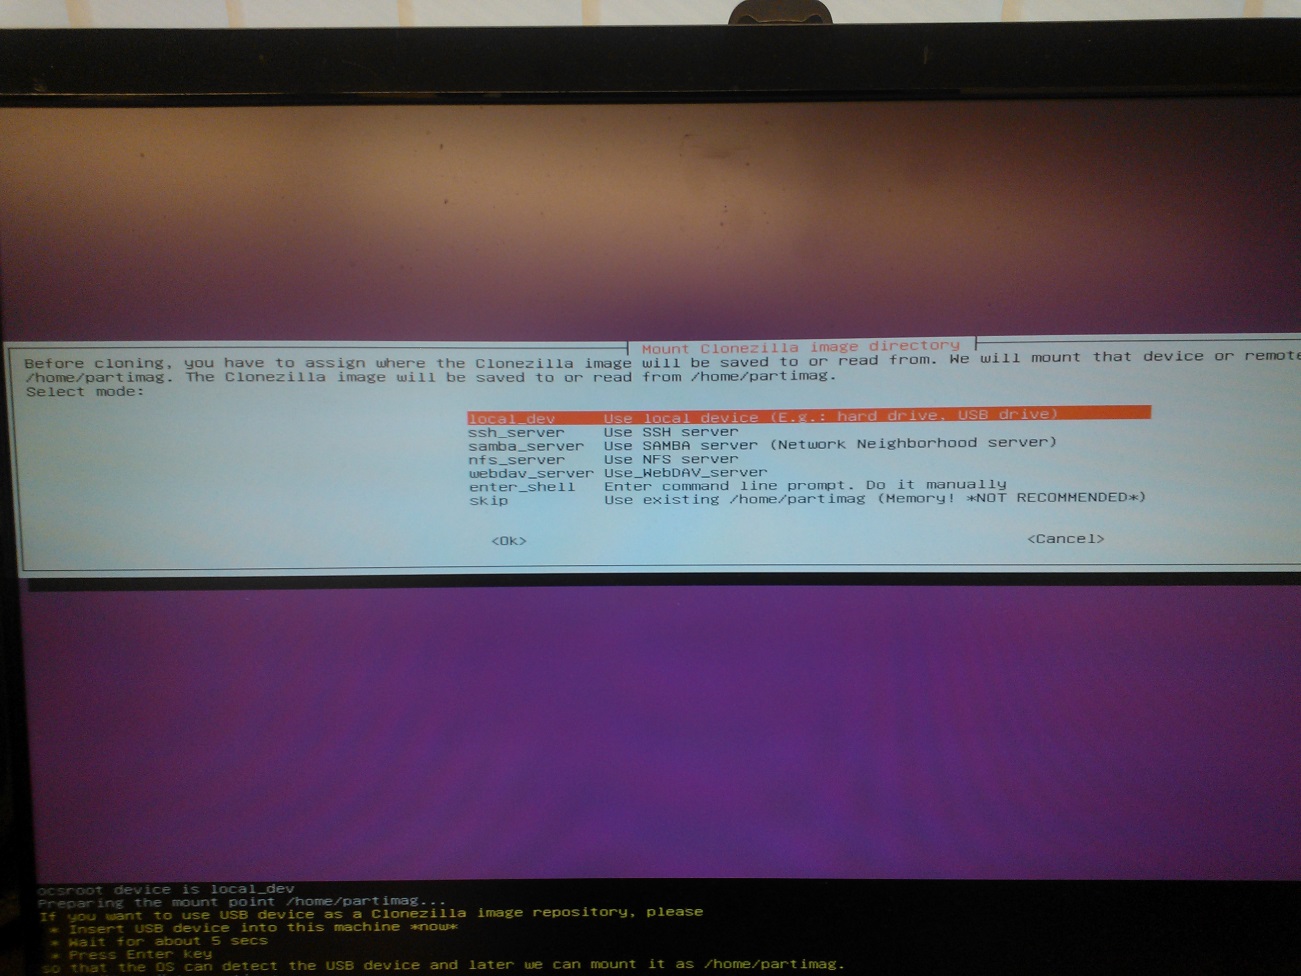 Mount Clonezilla image directory
Before cloning, you have to assign where the Clonezilla image will be saved to or read from. We will mount that device or remote
/home/partimag. The Clonezilla image will be saved to or read from /home/partimag.
Select mode:
local_dev Use local device (E.g.: hard drive, USB drive)
ssh_server Use SSH server
samba_server Use SAMBA server (Network Neighborhood server)
nfs_server Use NFS server
webdav_server Use_WebDAV_server
enter_shell Enter command line prompt. Do it manually
skip Use existing /home/partimag (Memory! *NOT RECOMMENDED*)
<Ok> <Cancel>
ocsroot device is local_dev
Preparing the mount point /home/partimag...
If you want to use USB device as a Clonezilla image repository, please
* Insert USB device into this machine *now*
* Wait for about 5 secs
* Press Enter key
so that the OS can detect the USB device and later we can mount it as /home/partimag.